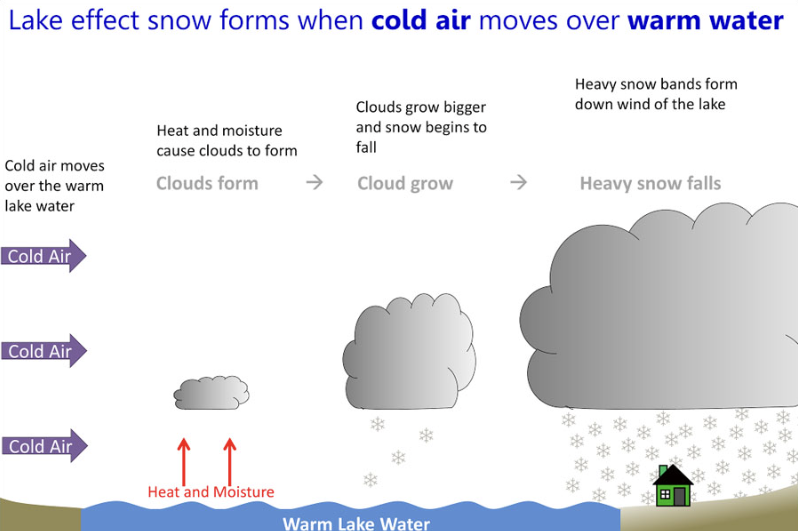 Lake effect snow forms when cold air moves over warm water
Cold air moves
over the warm
lake water
Heat and moisture
cause clouds to form
Clouds grow bigger
and snow begins to
fall
Heavy snow bands form
down wind of the lake
Clouds form → Cloud grow → Heavy snow falls
Cold Air
Cold Air
Cold Air
Heat and Moisture
Warm Lake Water